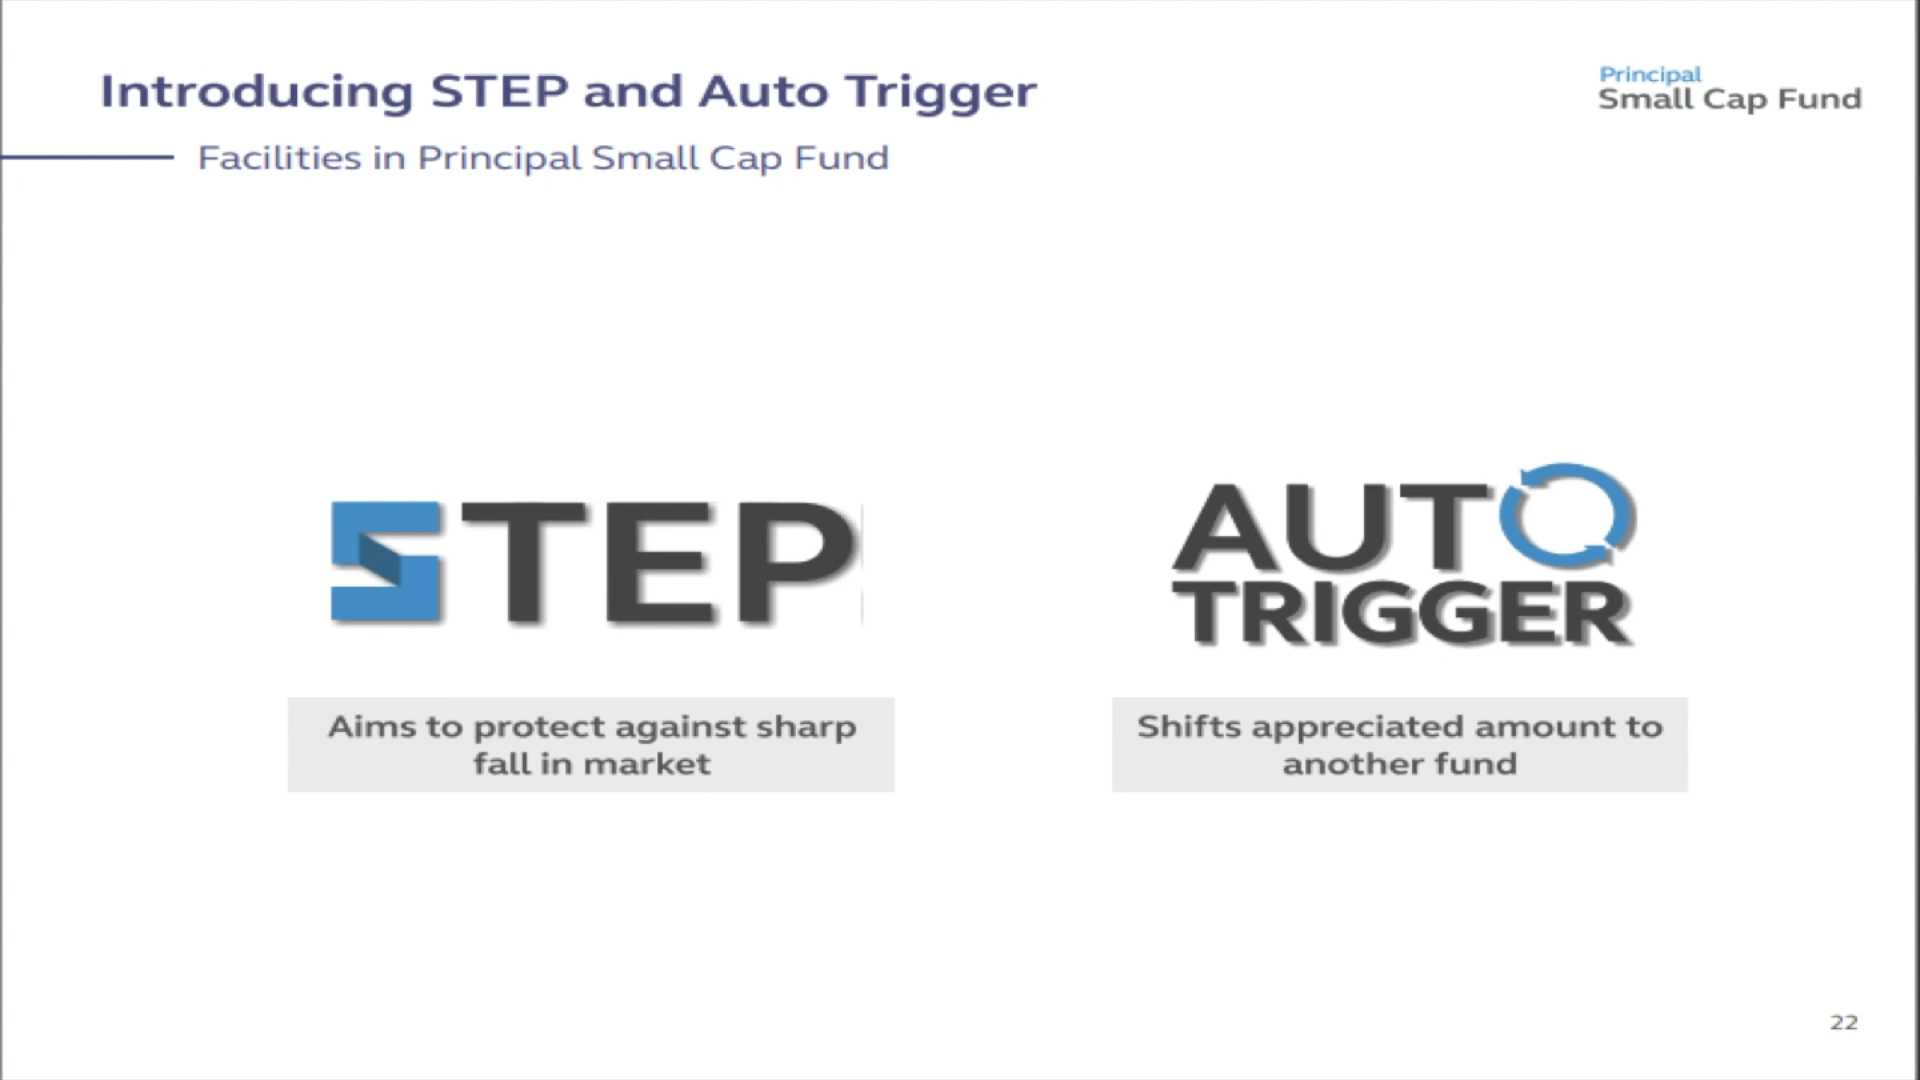 Introducing STEP and Auto Trigger
Principal
Small Cap Fund
Facilities in Principal Small Cap Fund
STEP
AUTO
TRIGGER
Aims to protect against sharp
fall in market
Shifts appreciated amount to
another fund
22